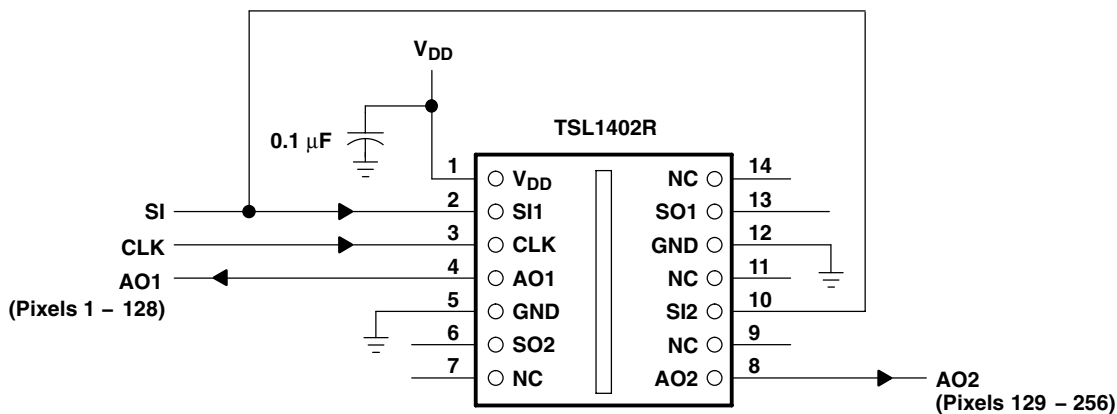 V_DD
0.1 μF
TSL1402R
1 V_DD NC 14
SI 2 SI1 SO1 13
CLK 3 CLK GND 12
AO1 4 AO1 NC 11
(Pixels 1 – 128)
5 GND SI2 10
6 SO2 NC 9
7 NC AO2 8
AO2
(Pixels 129 – 256)